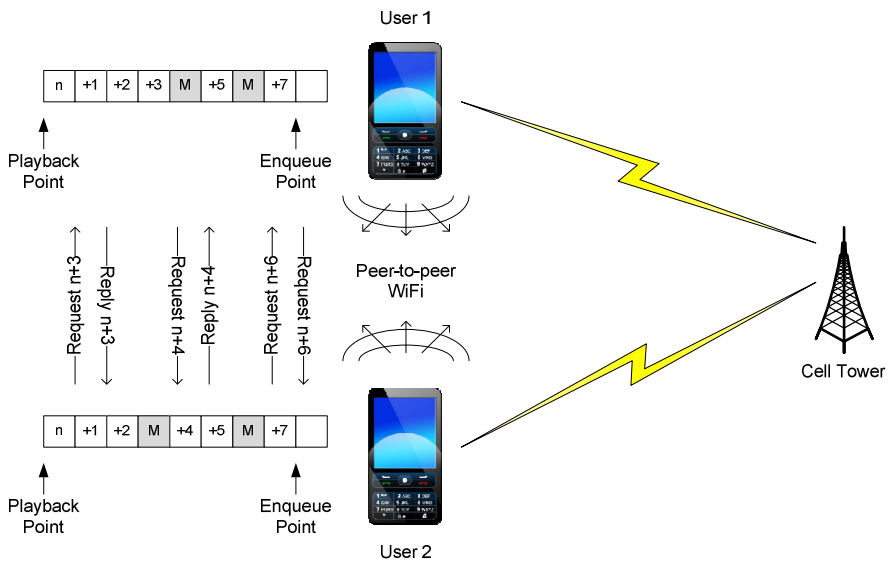 User 1
n +1 +2 +3 M +5 M +7
Playback
Point
Enqueue
Point
Request n+3
Reply n+3
Request n+4
Reply n+4
Request n+6
Request n+6
Peer-to-peer
WiFi
Cell Tower
n +1 +2 M +4 +5 M +7
Playback
Point
Enqueue
Point
User 2